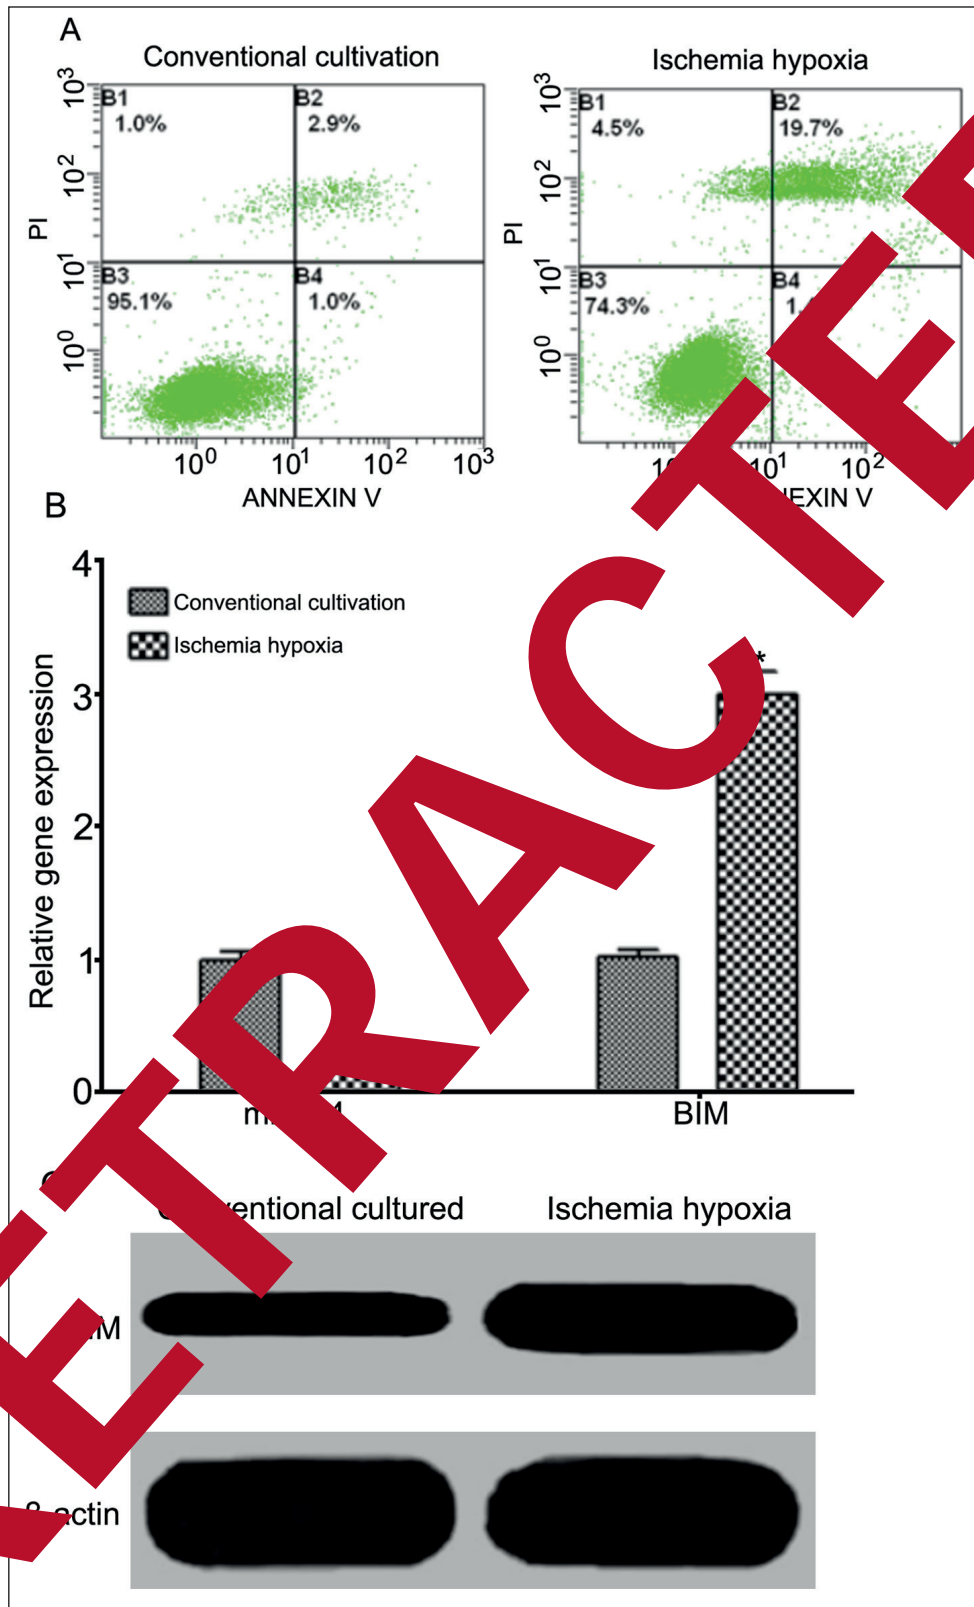 A
Conventional cultivation
Ischemia hypoxia
B1
1.0%
B2
2.9%
B3
95.1%
B4
1.0%
10³
10²
10¹
10⁰
PI
10⁰ 10¹ 10² 10³
ANNEXIN V
B1
4.5%
B2
19.7%
B3
74.3%
B4
10³
10²
10¹
10⁰
PI
10²
V
B
4
3
2
1
0
Relative gene expression
Conventional cultivation
Ischemia hypoxia
*
BIM
cultured
Ischemia hypoxia
RETRACTED